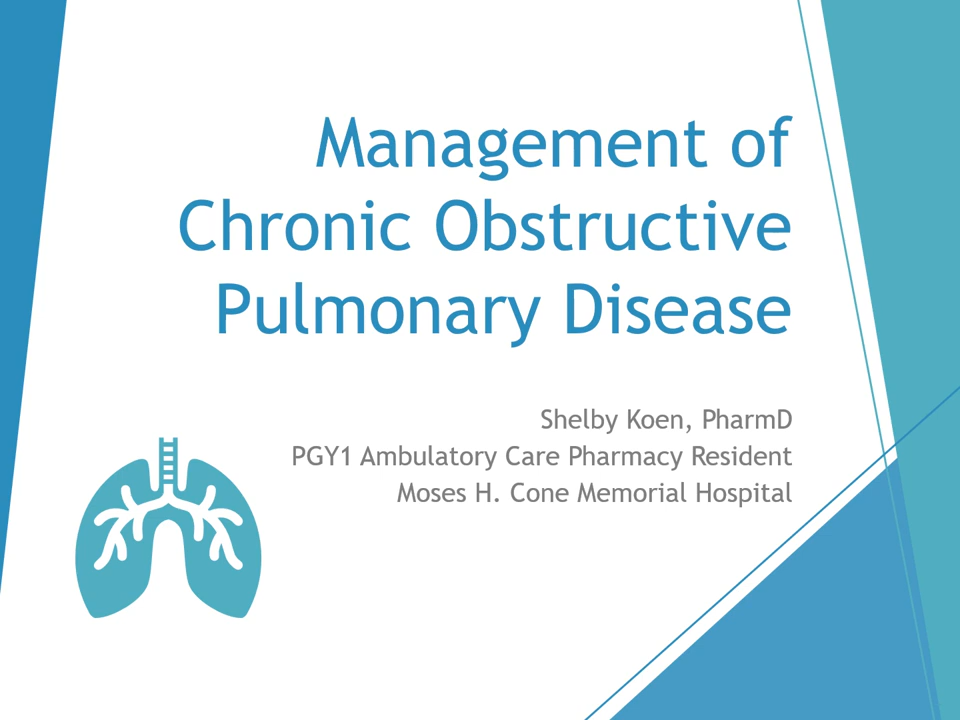 Management of
Chronic Obstructive
Pulmonary Disease
Shelby Koen, PharmD
PGY1 Ambulatory Care Pharmacy Resident
Moses H. Cone Memorial Hospital